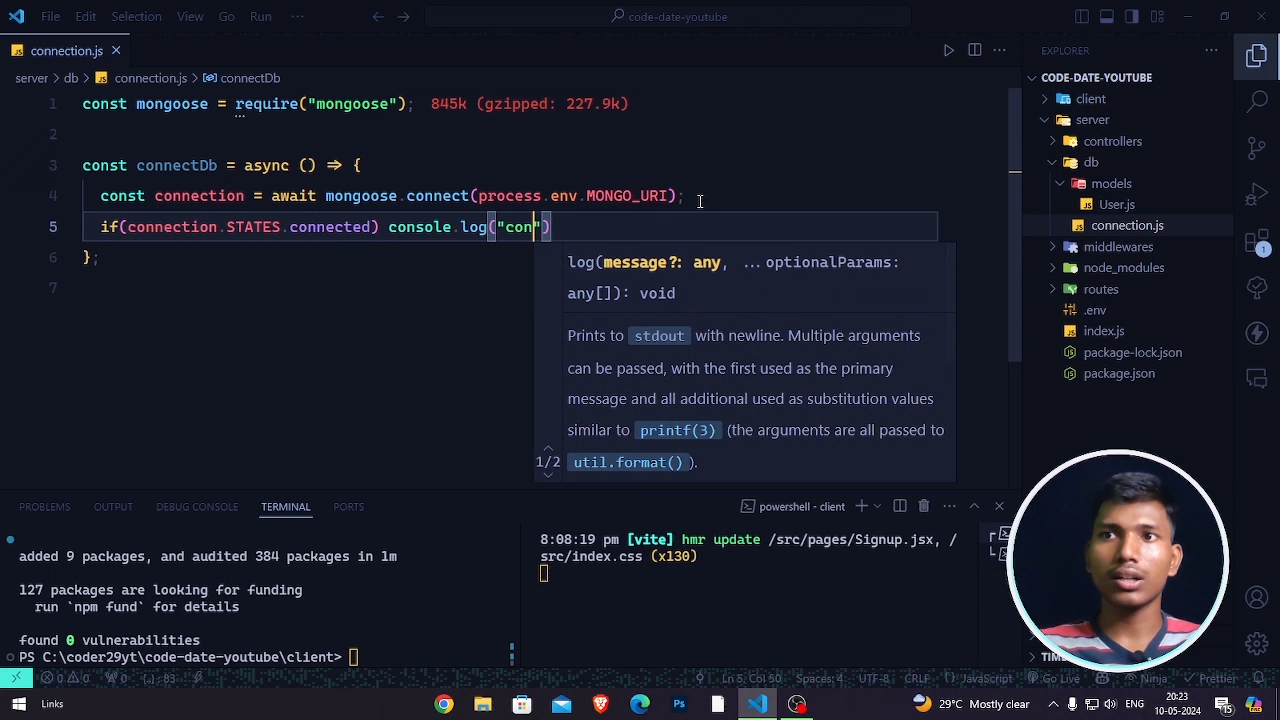 File Edit Selection View Go Run ··· code-date-youtube
connection.js
server > db > connection.js > connectDb
1 const mongoose = require("mongoose"); 845k (gzipped: 227.9k)
2
3 const connectDb = async () => {
4 const connection = await mongoose.connect(process.env.MONGO_URI);
5 if(connection.STATES.connected) console.log("con")
6 };
7
log(message?: any, ...optionalParams:
any[]): void
Prints to stdout with newline. Multiple arguments
can be passed, with the first used as the primary
message and all additional used as substitution values
similar to printf(3) (the arguments are all passed to
1/2 util.format()).
EXPLORER
CODE-DATE-YOUTUBE
client
server
controllers
db
models
User.js
connection.js
middlewares
node_modules
routes
.env
index.js
package-lock.json
package.json
1
PROBLEMS OUTPUT DEBUG CONSOLE TERMINAL PORTS powershell - client
added 9 packages, and audited 384 packages in 1m
127 packages are looking for funding
run `npm fund` for details
found 0 vulnerabilities
PS C:\coder29yt\code-date-youtube\client>
8:08:19 pm [vite] hmr update /src/pages/Signup.jsx, /
src/index.css (x130)
0 0 0 83 Ln 5, Col 50 Spaces: 4 UTF-8 CRLF JavaScript Go Live Ninja Prettier
Links 29°C Mostly clear 20:23
10-05-2024